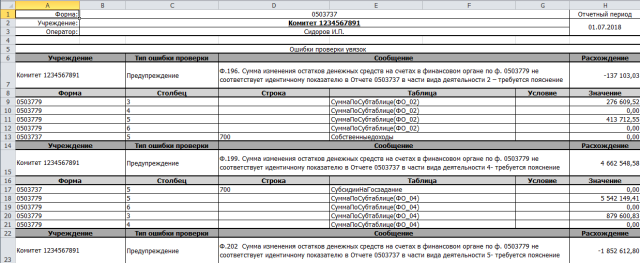 A B C D E F G H
1 Форма: 0503737 Отчетный период
2 Учреждение: Комитет 1234567891 01.07.2018
3 Оператор: Сидоров И.П.
4
5 Ошибки проверки увязок
6 Учреждение Тип ошибки проверки Сообщение Расхождение
7 Комитет 1234567891 Предупреждение Ф.196. Сумма изменения остатков денежных средств на счетах в финансовом органе по ф. 0503779 не соответствует идентичному показателю в Отчете 0503737 в части вида деятельности 2 – требуется пояснение -137 103,03
8 Форма Столбец Строка Таблица Условие Значение
9 0503779 3 СуммаПоСубтаблице(ФО_02) 276 609,52
10 0503779 4 СуммаПоСубтаблице(ФО_02) 0,00
11 0503779 5 СуммаПоСубтаблице(ФО_02) 413 712,55
12 0503779 6 СуммаПоСубтаблице(ФО_02) 0,00
13 0503737 5 700 Собственныедоходы 0,00
14 Учреждение Тип ошибки проверки Сообщение Расхождение
15 Комитет 1234567891 Предупреждение Ф.199. Сумма изменения остатков денежных средств на счетах в финансовом органе по ф. 0503779 не соответствует идентичному показателю в Отчете 0503737 в части вида деятельности 4- требуется пояснение 4 662 548,58
16 Форма Столбец Строка Таблица Условие Значение
17 0503737 5 700 СубсидииНаГосзадание 0,00
18 0503779 5 СуммаПоСубтаблице(ФО_04) 5 542 149,41
19 0503779 6 СуммаПоСубтаблице(ФО_04) 0,00
20 0503779 3 СуммаПоСубтаблице(ФО_04) 879 600,83
21 0503779 4 СуммаПоСубтаблице(ФО_04) 0,00
22 Учреждение Тип ошибки проверки Сообщение Расхождение
23 Комитет 1234567891 Предупреждение Ф.202 Сумма изменения остатков денежных средств на счетах в финансовом органе по ф. 0503779 не соответствует идентичному показателю в Отчете 0503737 в части вида деятельности 5- требуется пояснение -1 852 612,80